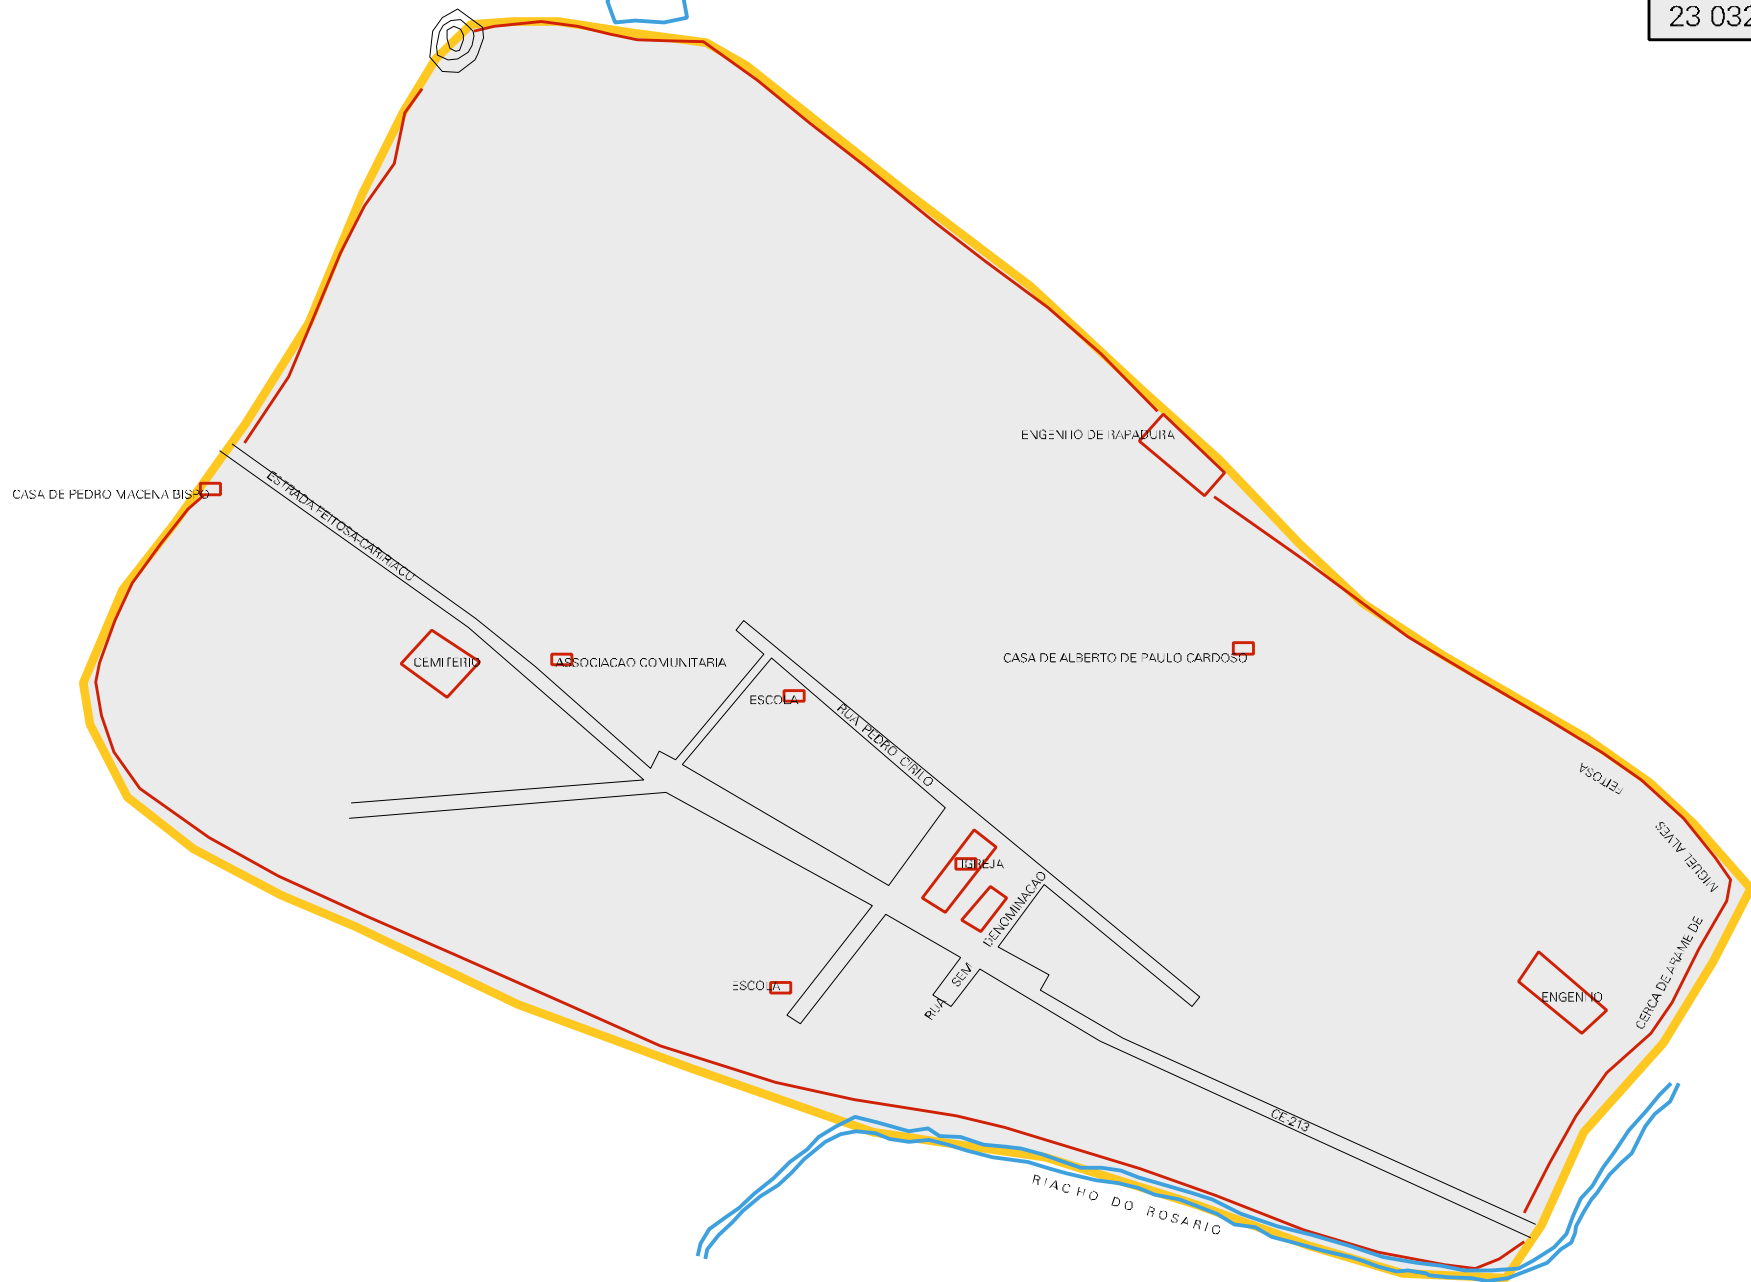 23 032
ENGENHO DE RAPADURA
CASA DE PEDRO MACENA BISPO
ESTRADA FEITOSA-CARIRIACU
CEMITERIO
ASSOCIACAO COMUNITARIA
CASA DE ALBERTO DE PAULO CARDOSO
ESCOLA
RUA PEDRO CIRILO
FEITOSA
MIGUEL ALVES
CERCA DE ARAME DE
IGREJA
RUA SEM DENOMINACAO
ESCOLA
ENGENHO
CE-213
RIACHO DO ROSARIO